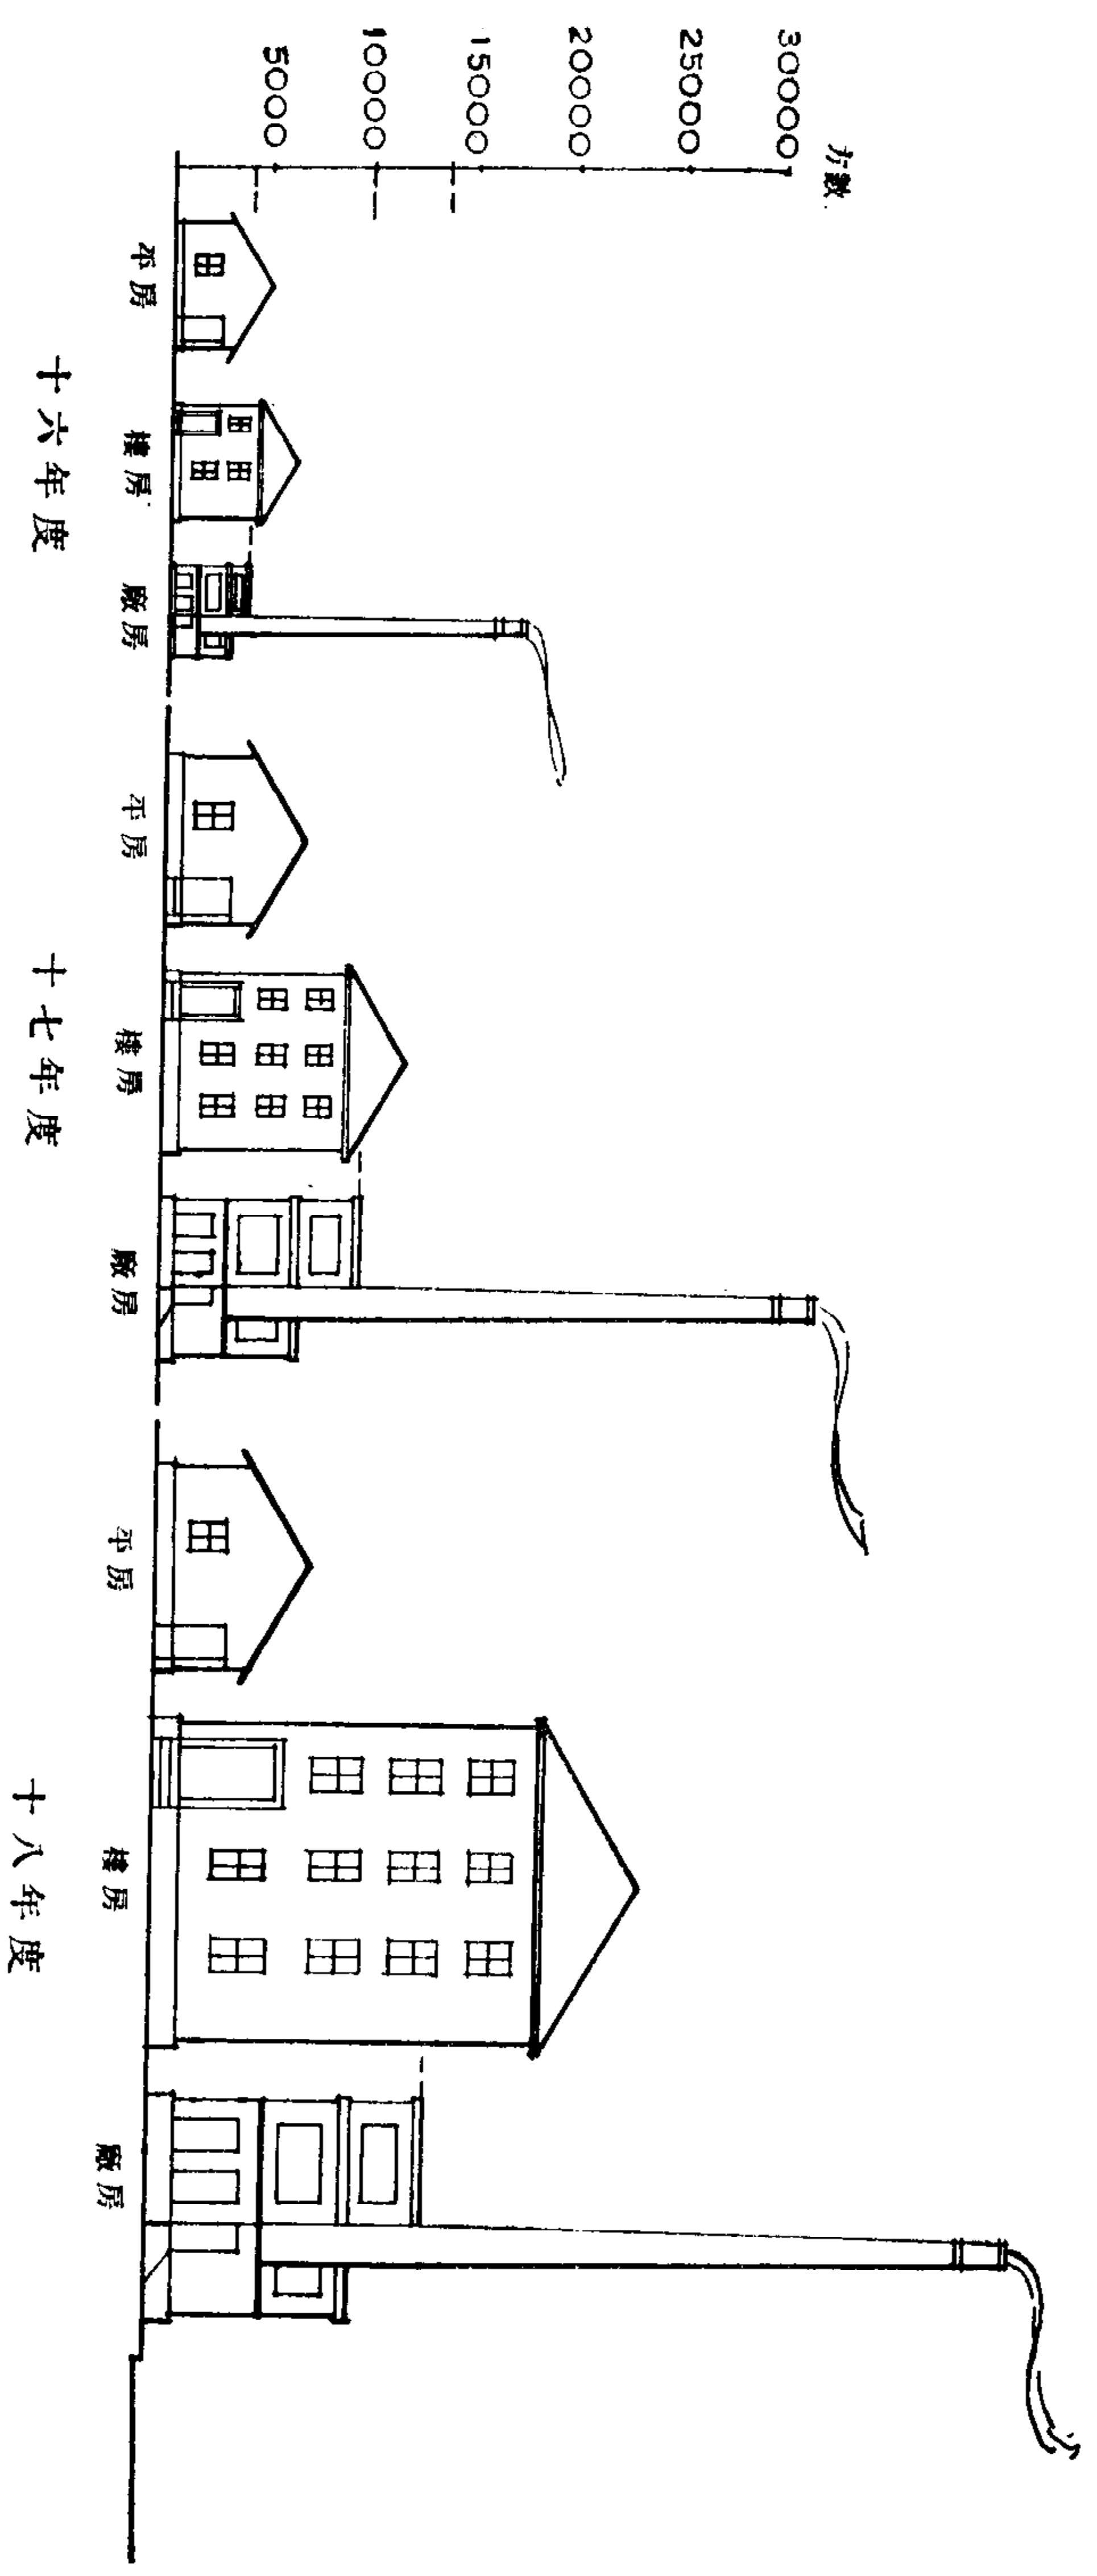 方數
30000
25000
20000
15000
10000
5000
平房
樓房
廠房
平房
樓房
廠房
平房
樓房
廠房
十六年度
十七年度
十八年度